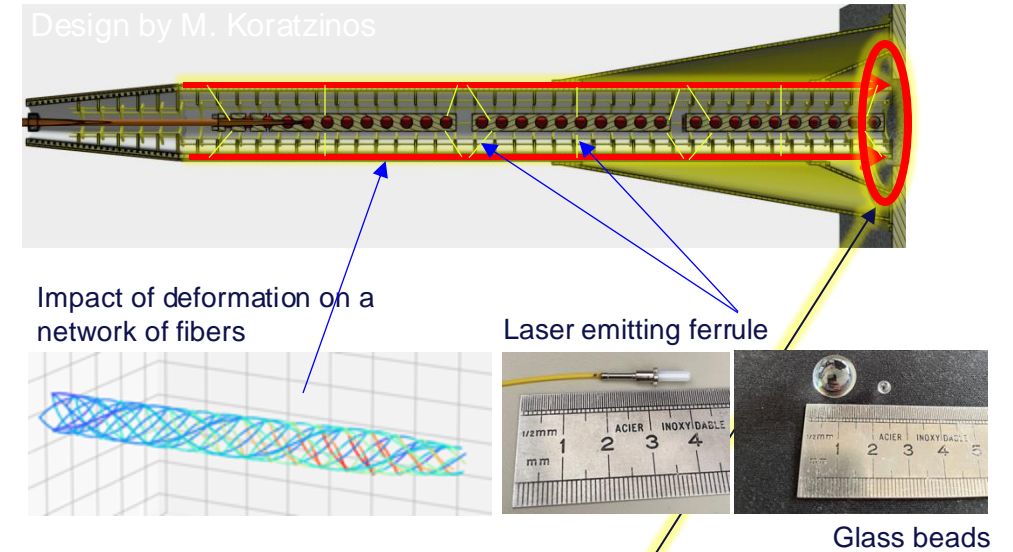 Design by M. Koratzinos
Impact of deformation on a
network of fibers
Laser emitting ferrule
1/2mm
1 2 3 4
ACIER INOXYDABLE
mm
1/2mm
1 2 3 4 5
ACIER INOXYDABLE
mm
Glass beads